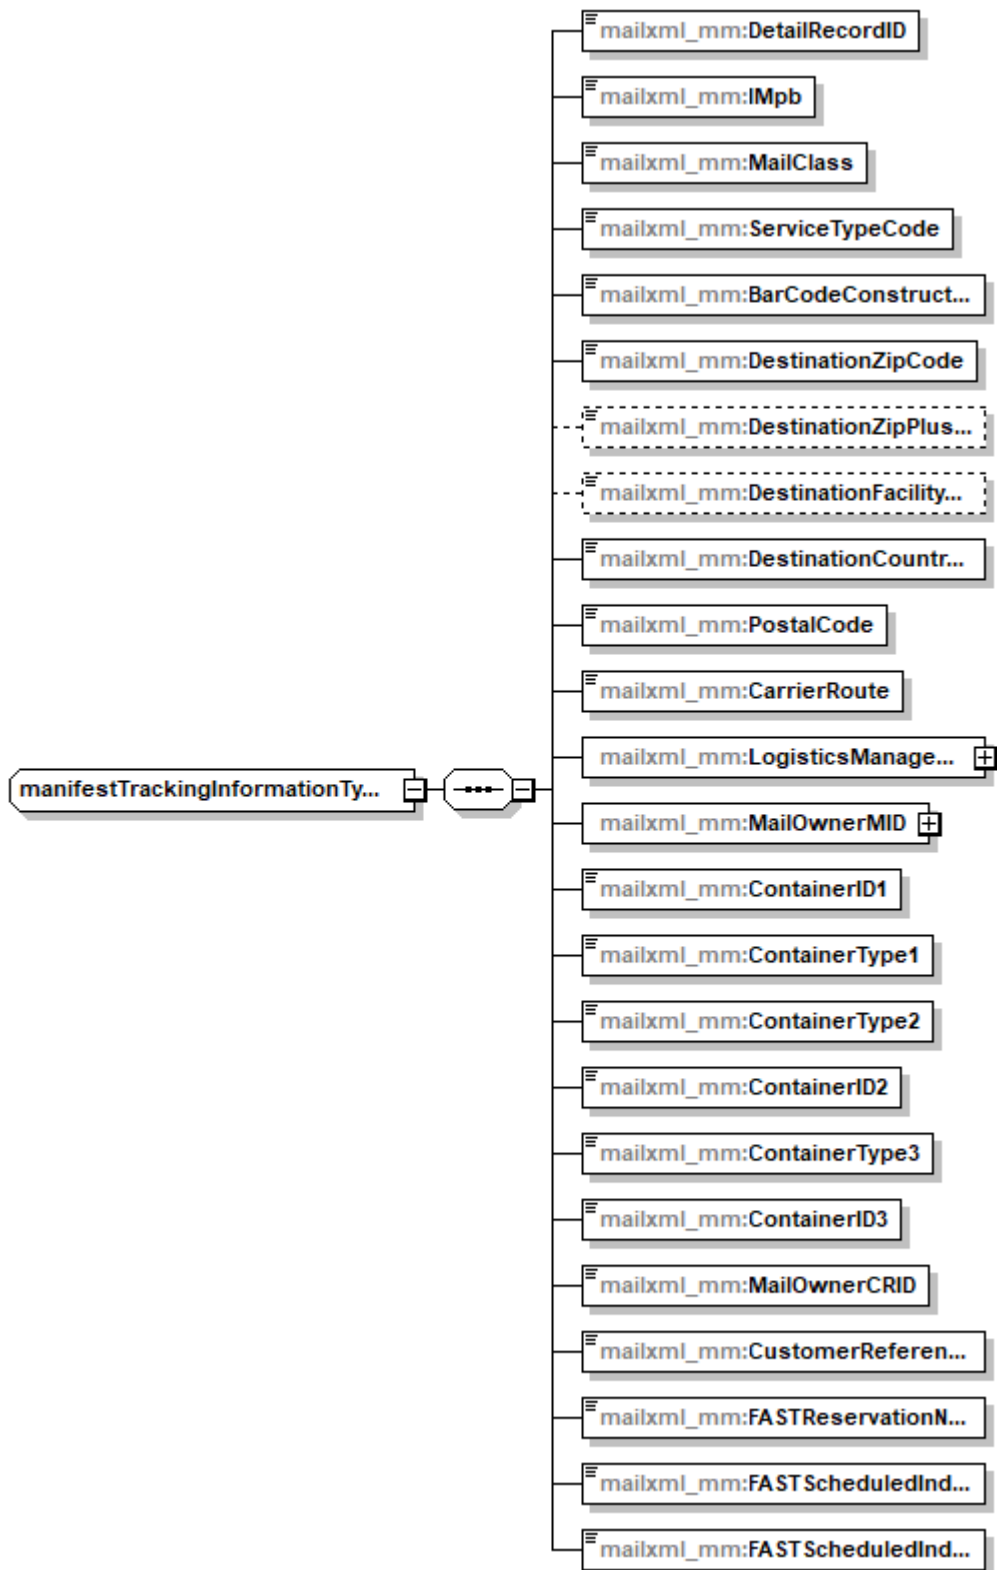 mailxml_mm:DetailRecordID
mailxml_mm:IMpb
mailxml_mm:MailClass
mailxml_mm:ServiceTypeCode
mailxml_mm:BarCodeConstruct...
mailxml_mm:DestinationZipCode
mailxml_mm:DestinationZipPlus...
mailxml_mm:DestinationFacility...
mailxml_mm:DestinationCountr...
mailxml_mm:PostalCode
mailxml_mm:CarrierRoute
mailxml_mm:LogisticsManage...
manifestTrackingInformationTy...
mailxml_mm:MailOwnerMID
mailxml_mm:ContainerID1
mailxml_mm:ContainerType1
mailxml_mm:ContainerType2
mailxml_mm:ContainerID2
mailxml_mm:ContainerType3
mailxml_mm:ContainerID3
mailxml_mm:MailOwnerCRID
mailxml_mm:CustomerReferen...
mailxml_mm:FASTReservationN...
mailxml_mm:FASTScheduledInd...
mailxml_mm:FASTScheduledInd...